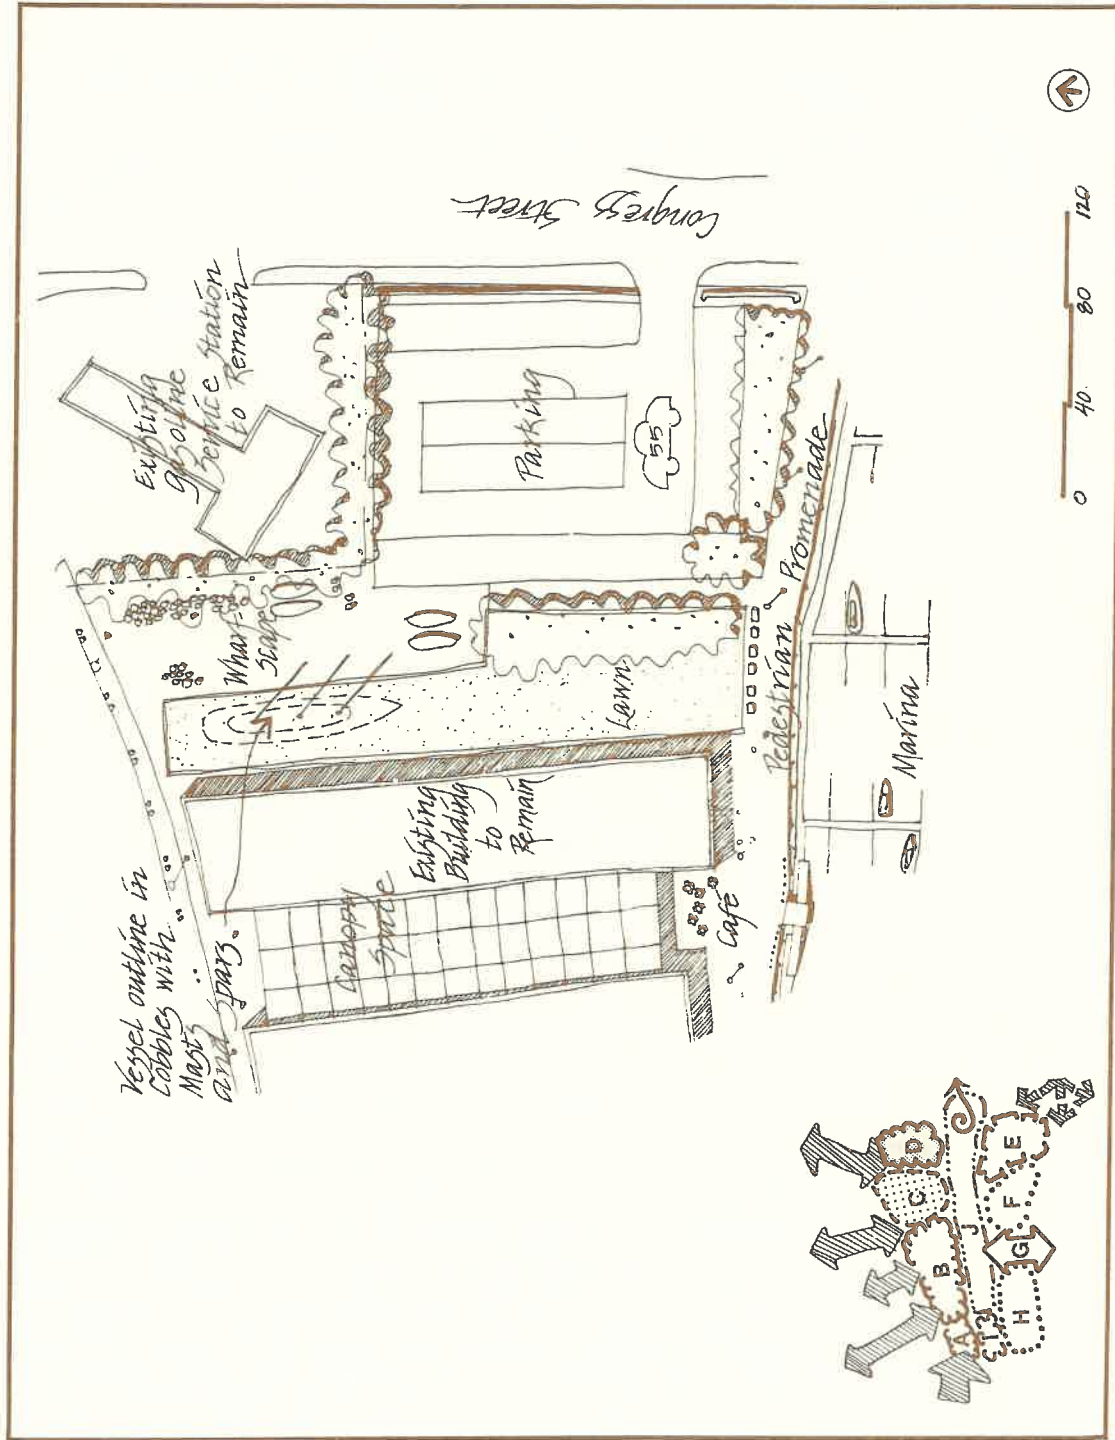 Vessel outline in
Cobbles with
Masts
and Spars.
Existing
Gasoline
Service Station
to Remain
Congress
Street
Wharf-
scape
Canopy
Space
Existing
Building
to
Remain
Lawn
Parking
55
Café
Pedestrian Promenade
Marina
0 40 80 120
A
B
C
D
E
F
G
H
I
J